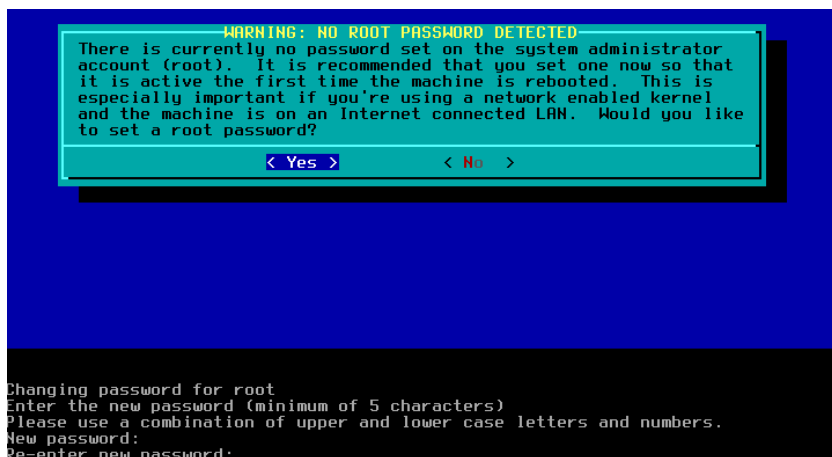 WARNING: NO ROOT PASSWORD DETECTED
There is currently no password set on the system administrator
account (root).  It is recommended that you set one now so that
it is active the first time the machine is rebooted.  This is
especially important if you're using a network enabled kernel
and the machine is on an Internet connected LAN.  Would you like
to set a root password?
< Yes > < No  >
Changing password for root
Enter the new password (minimum of 5 characters)
Please use a combination of upper and lower case letters and numbers.
New password:
Re-enter new password: